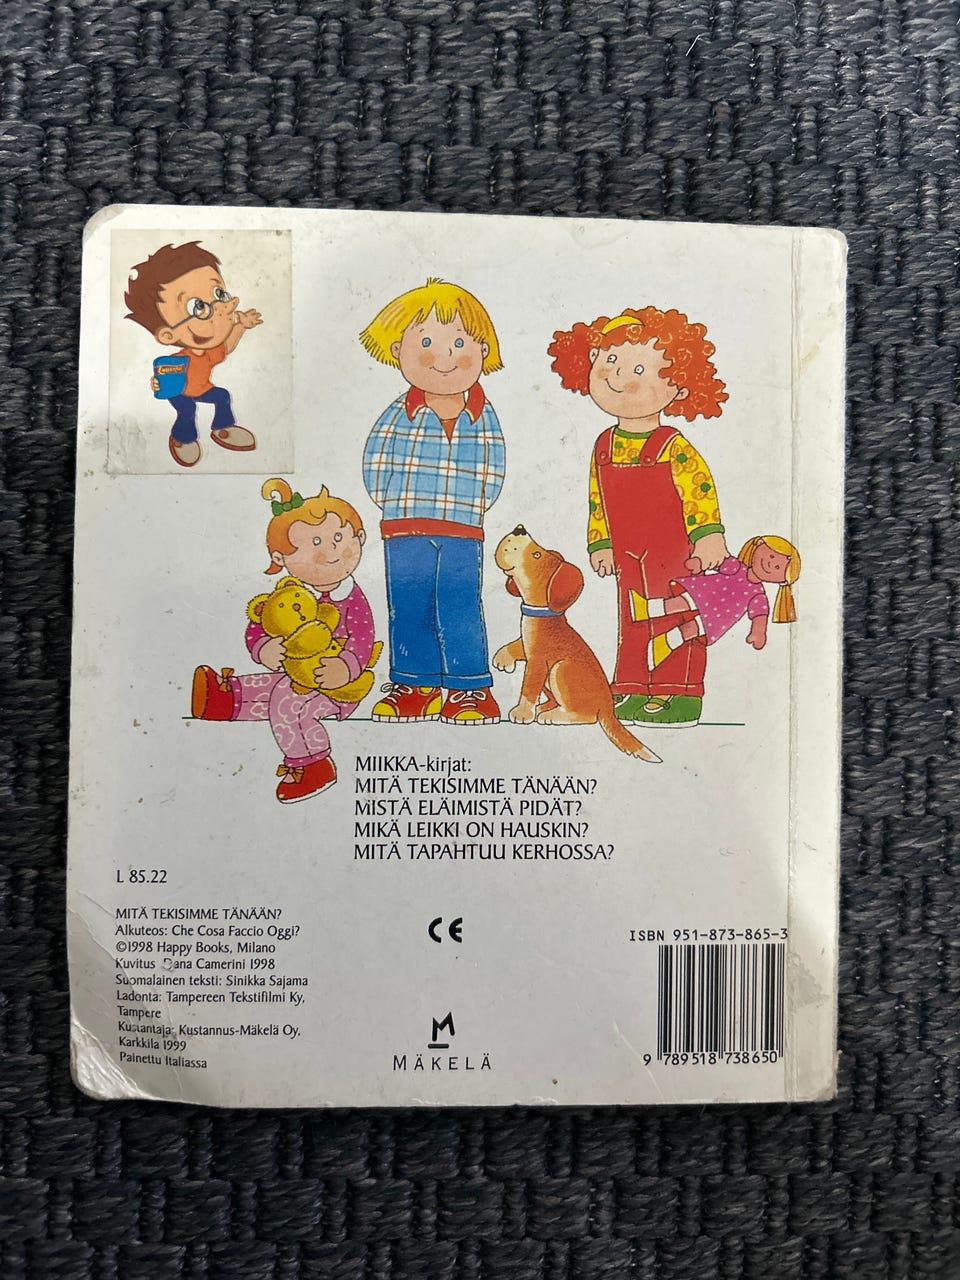 MIIKKA-kirjat:
MITÄ TEKISIMME TÄNÄÄN?
MISTÄ ELÄIMISTÄ PIDÄT?
MIKÄ LEIKKI ON HAUSKIN?
MITÄ TAPAHTUU KERHOSSA?
L 85.22
MITÄ TEKISIMME TÄNÄÄN?
Alkuteos: Che Cosa Faccio Oggi?
©1998 Happy Books, Milano
Kuvitus Dana Camerini 1998
Suomalainen teksti: Sinikka Sajama
Ladonta: Tampereen Tekstifilmi Ky,
Tampere
Kustantaja: Kustannus-Mäkelä Oy,
Karkkila 1999
Painettu Italiassa
CE
M
MÄKELÄ
ISBN 951-873-865-3
9 789518 738650